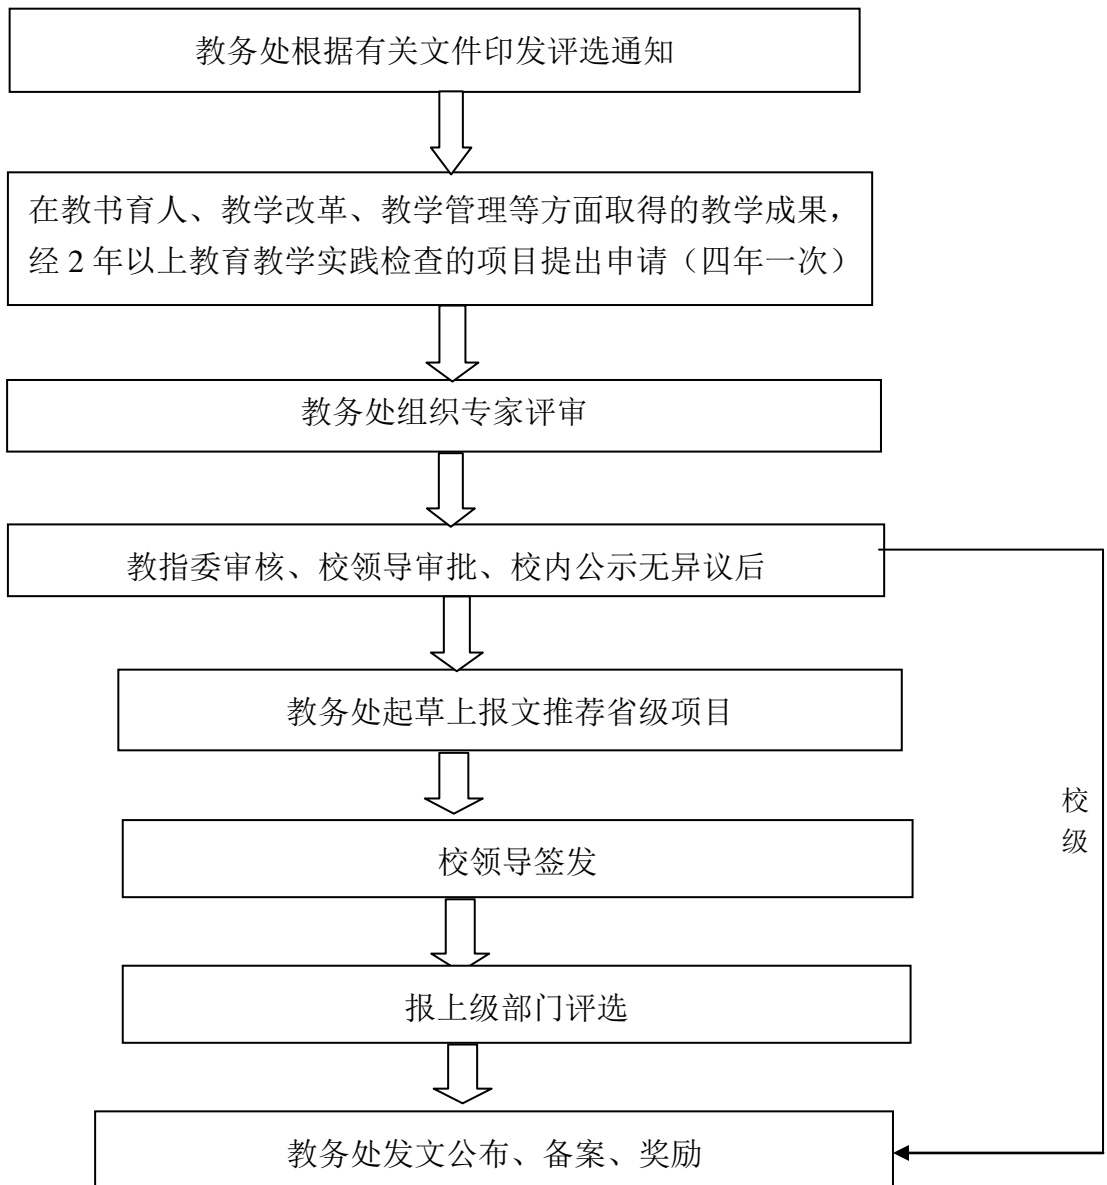 教务处根据有关文件印发评选通知
在教书育人、教学改革、教学管理等方面取得的教学成果，
经 2 年以上教育教学实践检查的项目提出申请（四年一次）
教务处组织专家评审
教指委审核、校领导审批、校内公示无异议后
教务处起草上报文推荐省级项目
校
级
校领导签发
报上级部门评选
教务处发文公布、备案、奖励